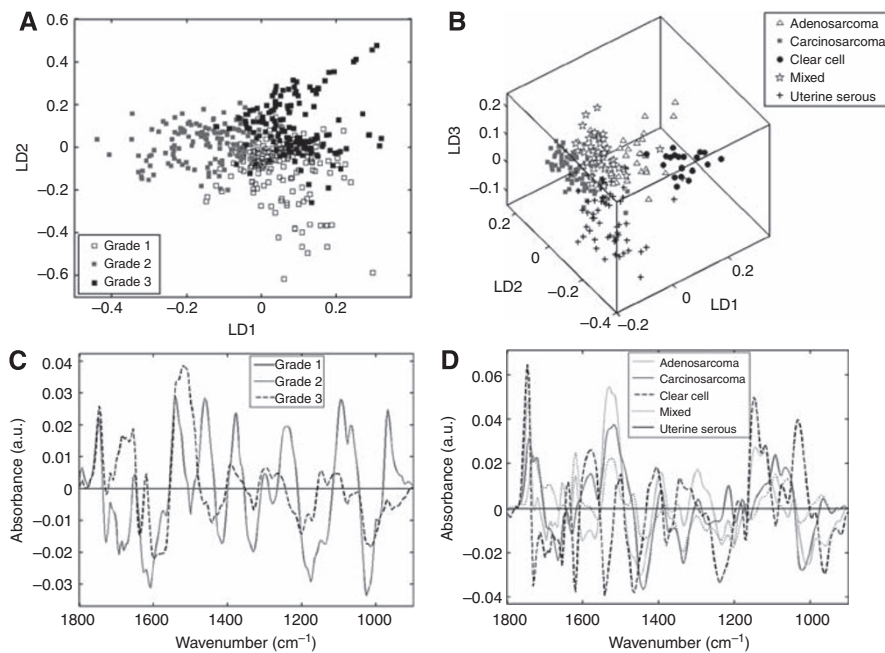 A
0.6
0.4
0.2
0
−0.2
−0.4
−0.6
LD2
Grade 1
Grade 2
Grade 3
−0.4
−0.2
0
0.2
LD1
B
Adenosarcoma
Carcinosarcoma
Clear cell
Mixed
Uterine serous
0.2
0.1
0
−0.1
LD3
0.2
0
−0.2
−0.4
LD2
−0.2
0
0.2
LD1
C
0.04
0.03
0.02
0.01
0
−0.01
−0.02
−0.03
Absorbance (a.u.)
Grade 1
Grade 2
Grade 3
1800
1600
1400
1200
1000
Wavenumber (cm−1)
D
0.06
0.04
0.02
0
−0.02
−0.04
Absorbance (a.u.)
Adenosarcoma
Carcinosarcoma
Clear cell
Mixed
Uterine serous
1800
1600
1400
1200
1000
Wavenumber (cm−1)